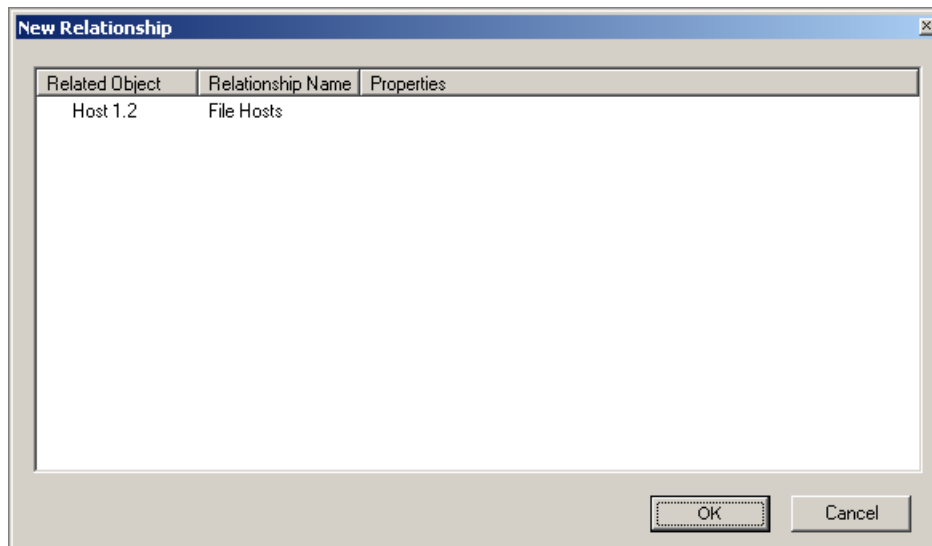 New Relationship
Related Object Relationship Name Properties
Host 1.2 File Hosts
OK Cancel